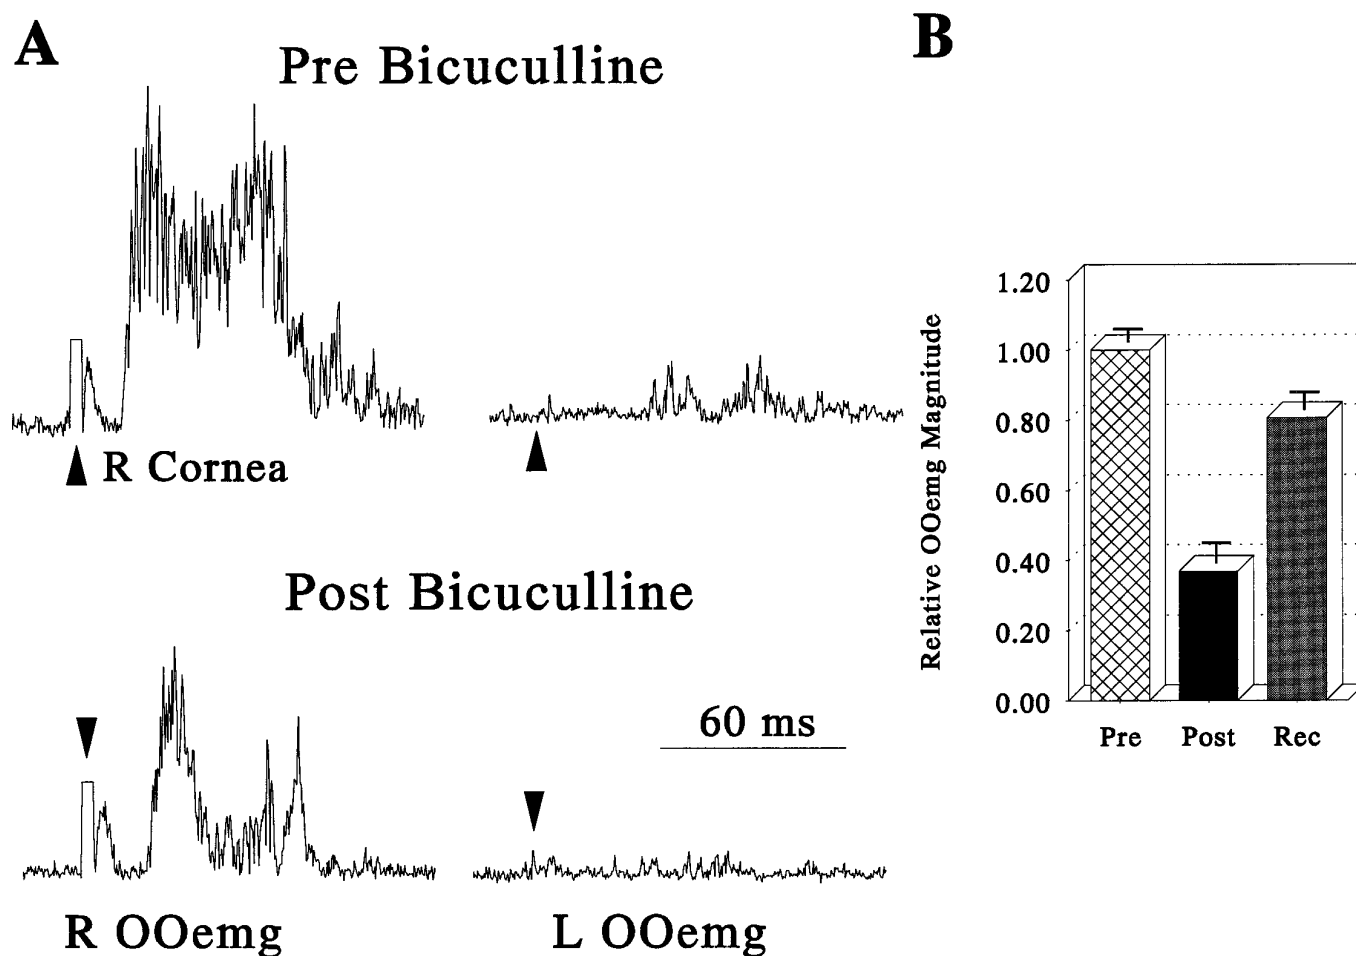 A
Pre Bicuculline
R Cornea
Post Bicuculline
60 ms
R OOemg
L OOemg
B
Relative OOemg Magnitude
1.20
1.00
0.80
0.60
0.40
0.20
0.00
Pre Post Rec